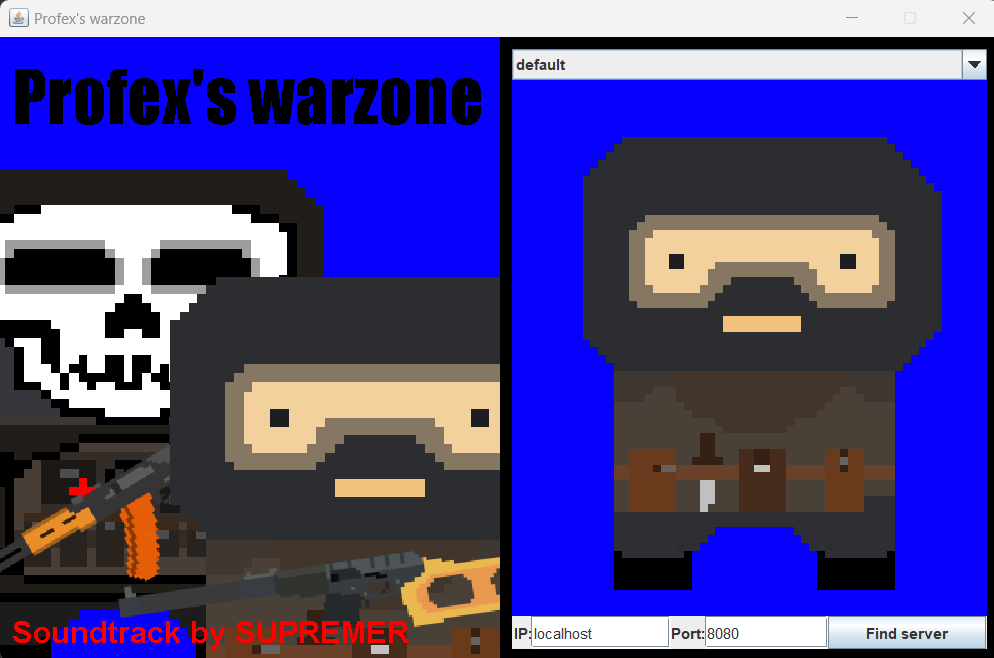 Profex's warzone
Profex's warzone
default
Soundtrack by SUPREMER
IP: localhost Port: 8080 Find server